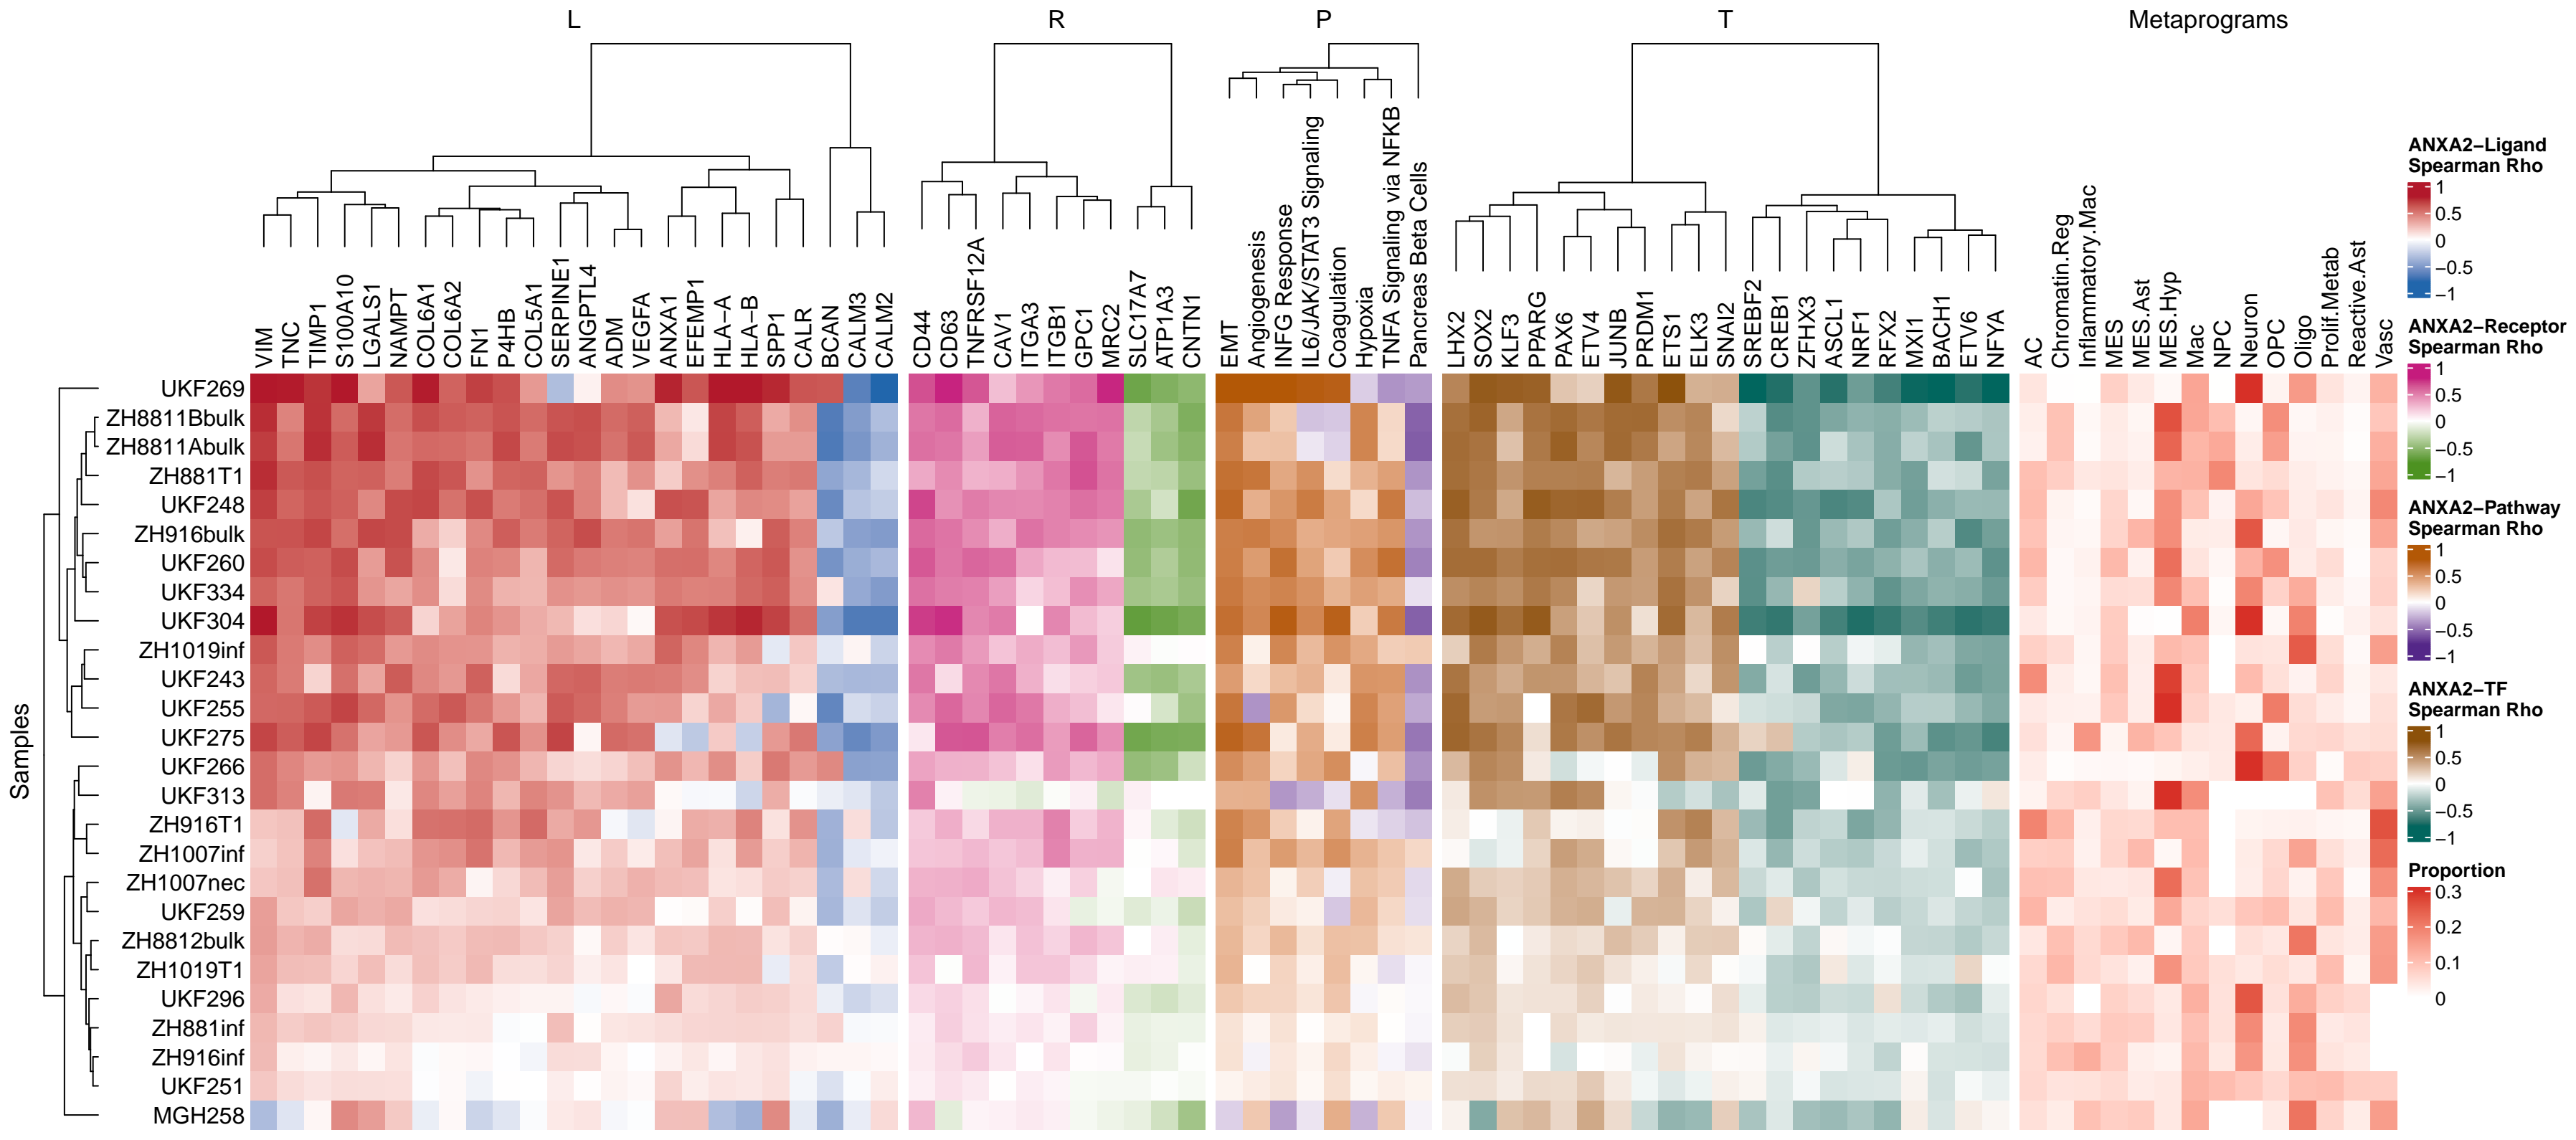 L R P T Metaprograms
VIM
TNC
TIMP1
S100A10
LGALS1
NAMPT
COL6A1
COL6A2
FN1
P4HB
COL5A1
SERPINE1
ANGPTL4
ADM
VEGFA
ANXA1
EFEMP1
HLA−A
HLA−B
SPP1
CALR
BCAN
CALM3
CALM2
CD44
CD63
TNFRSF12A
CAV1
ITGA3
ITGB1
GPC1
MRC2
SLC17A7
ATP1A3
CNTN1
EMT
Angiogenesis
INFG Response
IL6/JAK/STAT3 Signaling
Coagulation
Hypoxia
TNFA Signaling via NFKB
Pancreas Beta Cells
LHX2
SOX2
KLF3
PPARG
PAX6
ETV4
JUNB
PRDM1
ETS1
ELK3
SNAI2
SREBF2
CREB1
ZFHX3
ASCL1
NRF1
RFX2
MXI1
BACH1
ETV6
NFYA
AC
Chromatin.Reg
Inflammatory.Mac
MES
MES.Ast
MES.Hyp
Mac
NPC
Neuron
OPC
Oligo
Prolif.Metab
Reactive.Ast
Vasc
Samples
UKF269
ZH8811Bbulk
ZH8811Abulk
ZH881T1
UKF248
ZH916bulk
UKF260
UKF334
UKF304
ZH1019inf
UKF243
UKF255
UKF275
UKF266
UKF313
ZH916T1
ZH1007inf
ZH1007nec
UKF259
ZH8812bulk
ZH1019T1
UKF296
ZH881inf
ZH916inf
UKF251
MGH258
ANXA2−Ligand
Spearman Rho
1
0.5
0
−0.5
−1
ANXA2−Receptor
Spearman Rho
1
0.5
0
−0.5
−1
ANXA2−Pathway
Spearman Rho
1
0.5
0
−0.5
−1
ANXA2−TF
Spearman Rho
1
0.5
0
−0.5
−1
Proportion
0.3
0.2
0.1
0